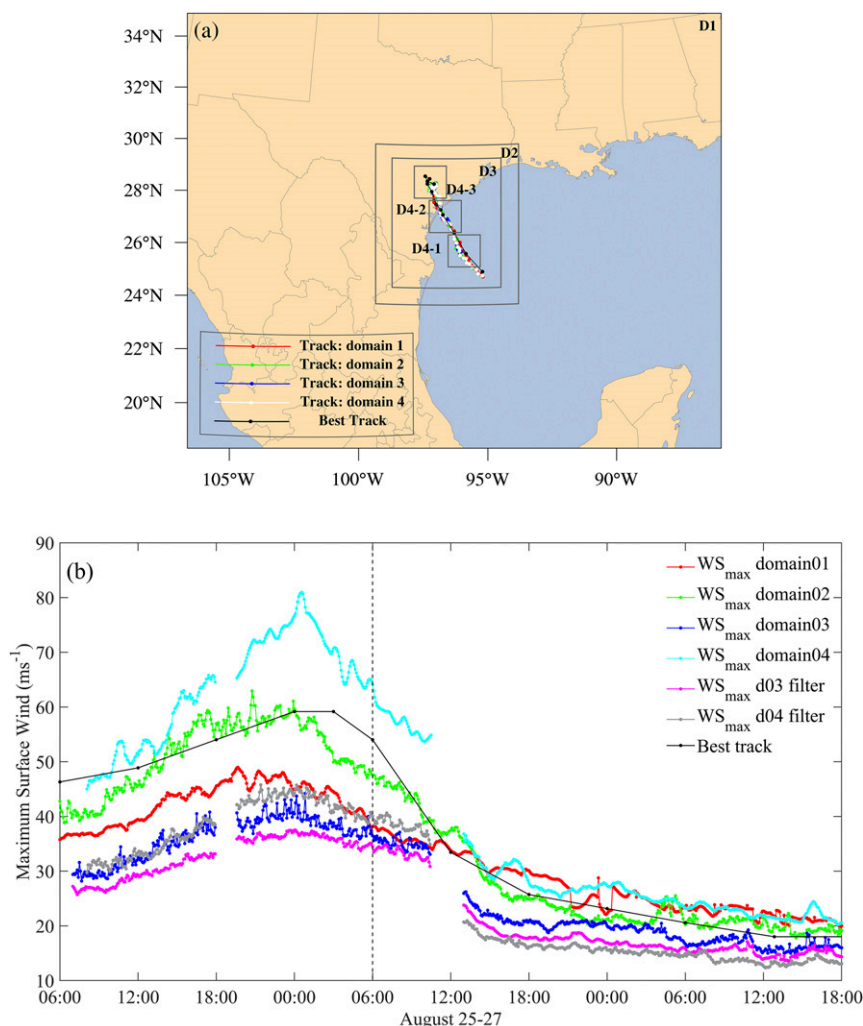 (a)
D1
34°N
32°N
30°N
D2
D3
28°N
D4-3
D4-2
26°N
D4-1
24°N
22°N
20°N
Track: domain 1
Track: domain 2
Track: domain 3
Track: domain 4
Best Track
105°W
100°W
95°W
90°W
(b)
Maximum Surface Wind (ms-1)
90
80
70
60
50
40
30
20
10
WSmax domain01
WSmax domain02
WSmax domain03
WSmax domain04
WSmax d03 filter
WSmax d04 filter
Best track
06:00 12:00 18:00 00:00 06:00 12:00 18:00 00:00 06:00 12:00 18:00
August 25-27